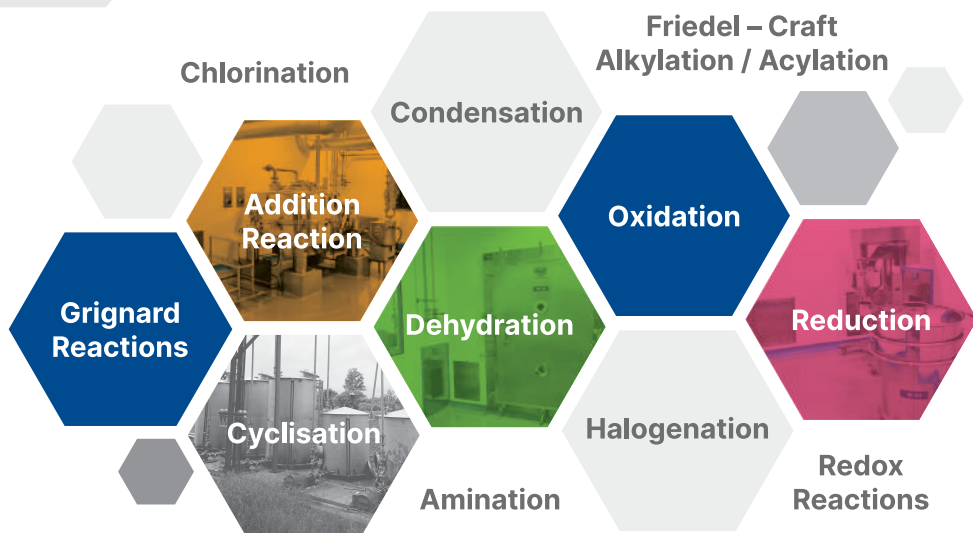 Friedel – Craft
Alkylation / Acylation
Chlorination
Condensation
Addition
Reaction
Oxidation
Grignard
Reactions
Dehydration
Reduction
Cyclisation
Halogenation
Amination
Redox
Reactions